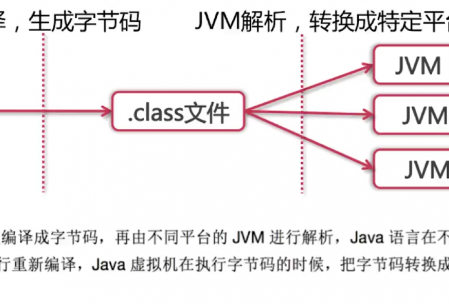 译，生成字节码
JVM解析，转换成特定平台
JVM
.class文件
JVM
JVM
编译成字节码，再由不同平台的 JVM 进行解析，Java 语言在不
行重新编译，Java 虚拟机在执行字节码的时候，把字节码转换成